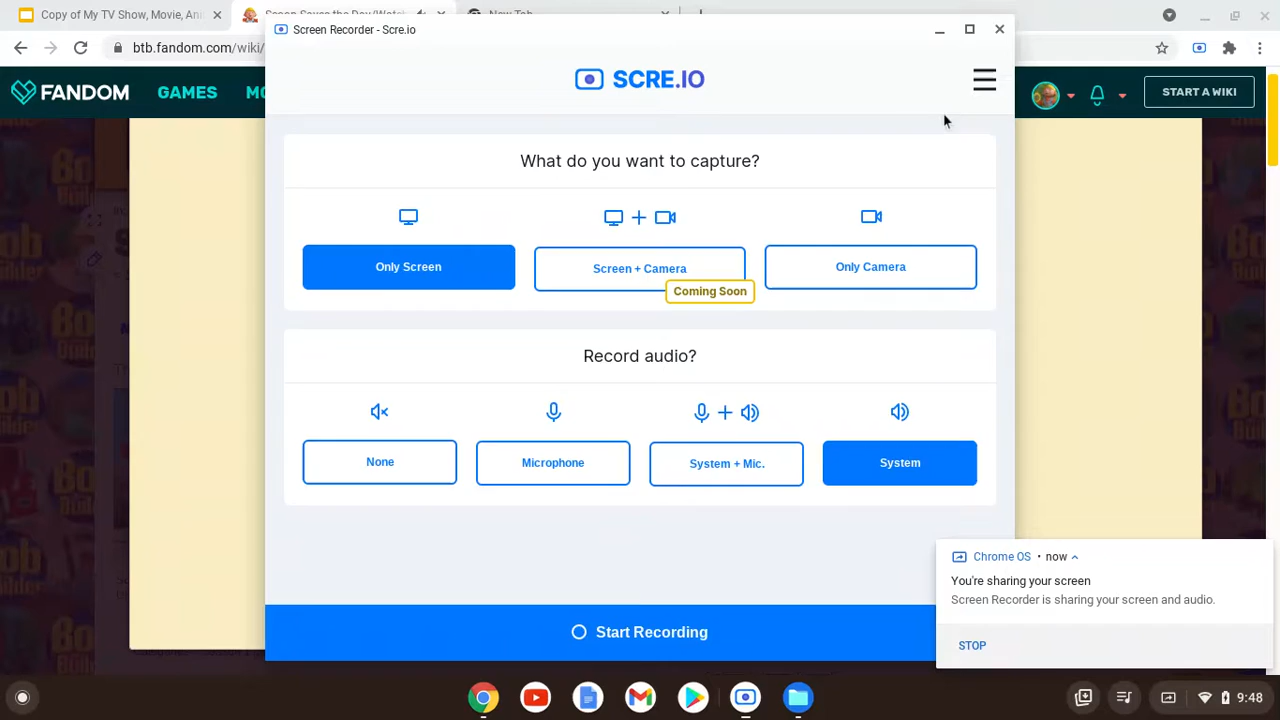 Copy of My TV Show, Movie, Ani
Screen Recorder - Scre.io
btb.fandom.com/wiki/
SCRE.IO
FANDOM
GAMES
MO
START A WIKI
What do you want to capture?
Only Screen
Screen + Camera
Only Camera
Coming Soon
Record audio?
None
Microphone
System + Mic.
System
Chrome OS • now
You're sharing your screen
Screen Recorder is sharing your screen and audio.
STOP
Start Recording
9:48